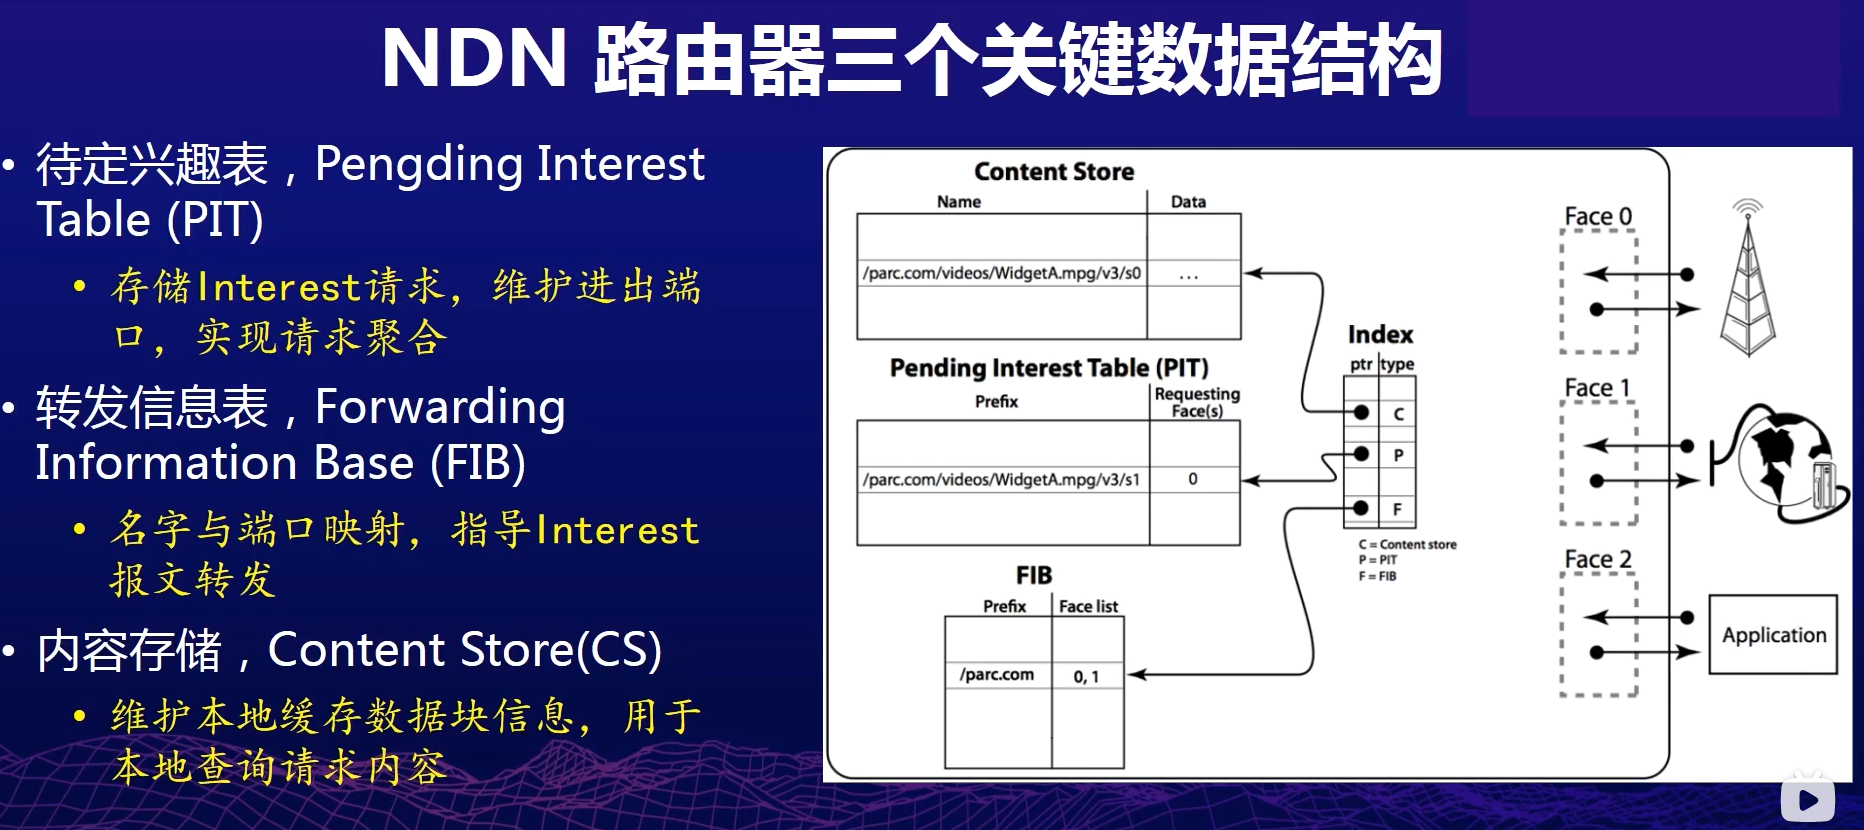 NDN 路由器三个关键数据结构
• 待定兴趣表，Pengding Interest
Table (PIT)
• 存储Interest请求，维护进出端
口，实现请求聚合
• 转发信息表，Forwarding
Information Base (FIB)
• 名字与端口映射，指导Interest
报文转发
• 内容存储，Content Store(CS)
• 维护本地缓存数据块信息，用于
本地查询请求内容
Content Store
Name Data
/parc.com/videos/WidgetA.mpg/v3/s0 ...
Pending Interest Table (PIT)
Prefix Requesting
Face(s)
/parc.com/videos/WidgetA.mpg/v3/s1 0
FIB
Prefix Face list
/parc.com 0, 1
Index
ptr type
C
P
F
C = Content store
P = PIT
F = FIB
Face 0
Face 1
Face 2
Application